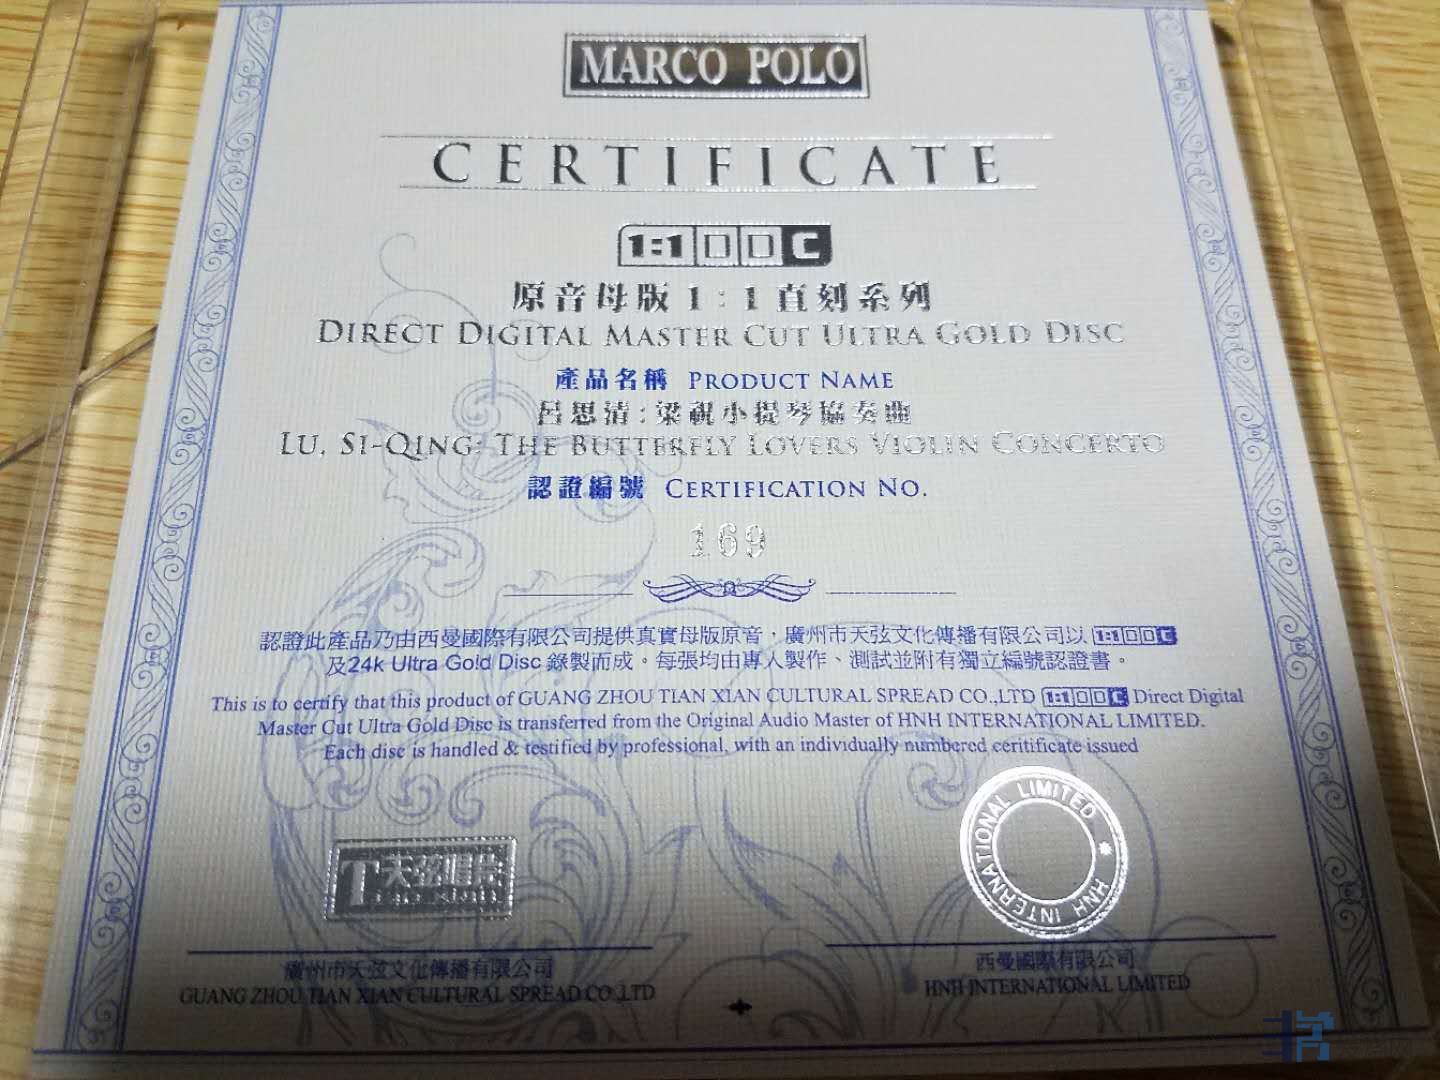 MARCO POLO
CERTIFICATE
1:1 DDC
原音母版1:1直刻系列
DIRECT DIGITAL MASTER CUT ULTRA GOLD DISC
產品名稱 PRODUCT NAME
呂思清:梁祝小提琴協奏曲
LU, SI-QING: THE BUTTERFLY LOVERS VIOLIN CONCERTO
認證編號 CERTIFICATION NO.
169
認證此產品乃由西曼國際有限公司提供真實母版原音,廣州市天弦文化傳播有限公司以 1:1DDC
及24k Ultra Gold Disc 錄製而成。每張均由專人製作、測試並附有獨立編號認證書。
This is to certify that this product of GUANG ZHOU TIAN XIAN CULTURAL SPREAD CO.,LTD 1:1DDC Direct Digital
Master Cut Ultra Gold Disc is transferred from the Original Audio Master of HNH INTERNATIONAL LIMITED.
Each disc is handled & testified by professional, with an individually numbered ceritificate issued
T 天弦唱片
HNH INTERNATIONAL LIMITED
廣州市天弦文化傳播有限公司
GUANG ZHOU TIAN XIAN CULTURAL SPREAD CO.,LTD
西曼國際有限公司
HNH INTERNATIONAL LIMITED